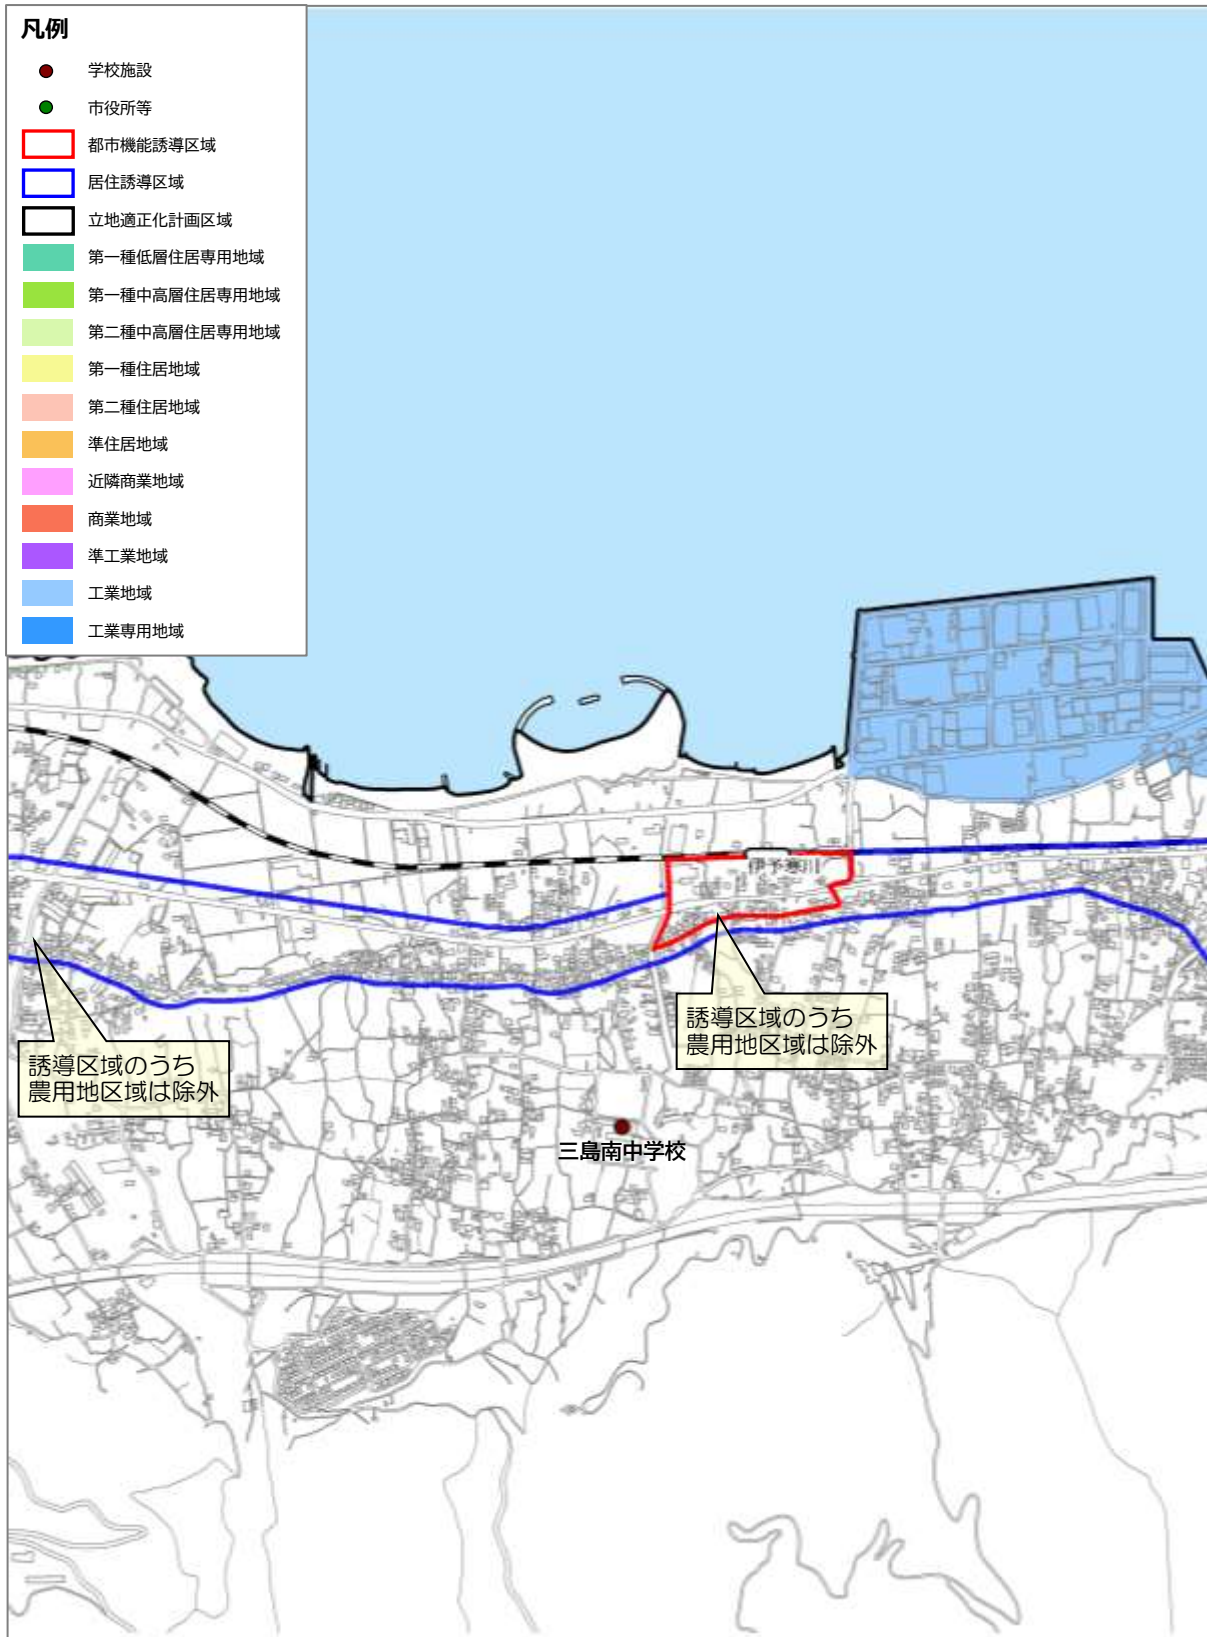 凡例
学校施設
市役所等
都市機能誘導区域
居住誘導区域
立地適正化計画区域
第一種低層住居専用地域
第一種中高層住居専用地域
第二種中高層住居専用地域
第一種住居地域
第二種住居地域
準住居地域
近隣商業地域
商業地域
準工業地域
工業地域
工業専用地域
伊予寒川
誘導区域のうち
農用地区域は除外
誘導区域のうち
農用地区域は除外
三島南中学校